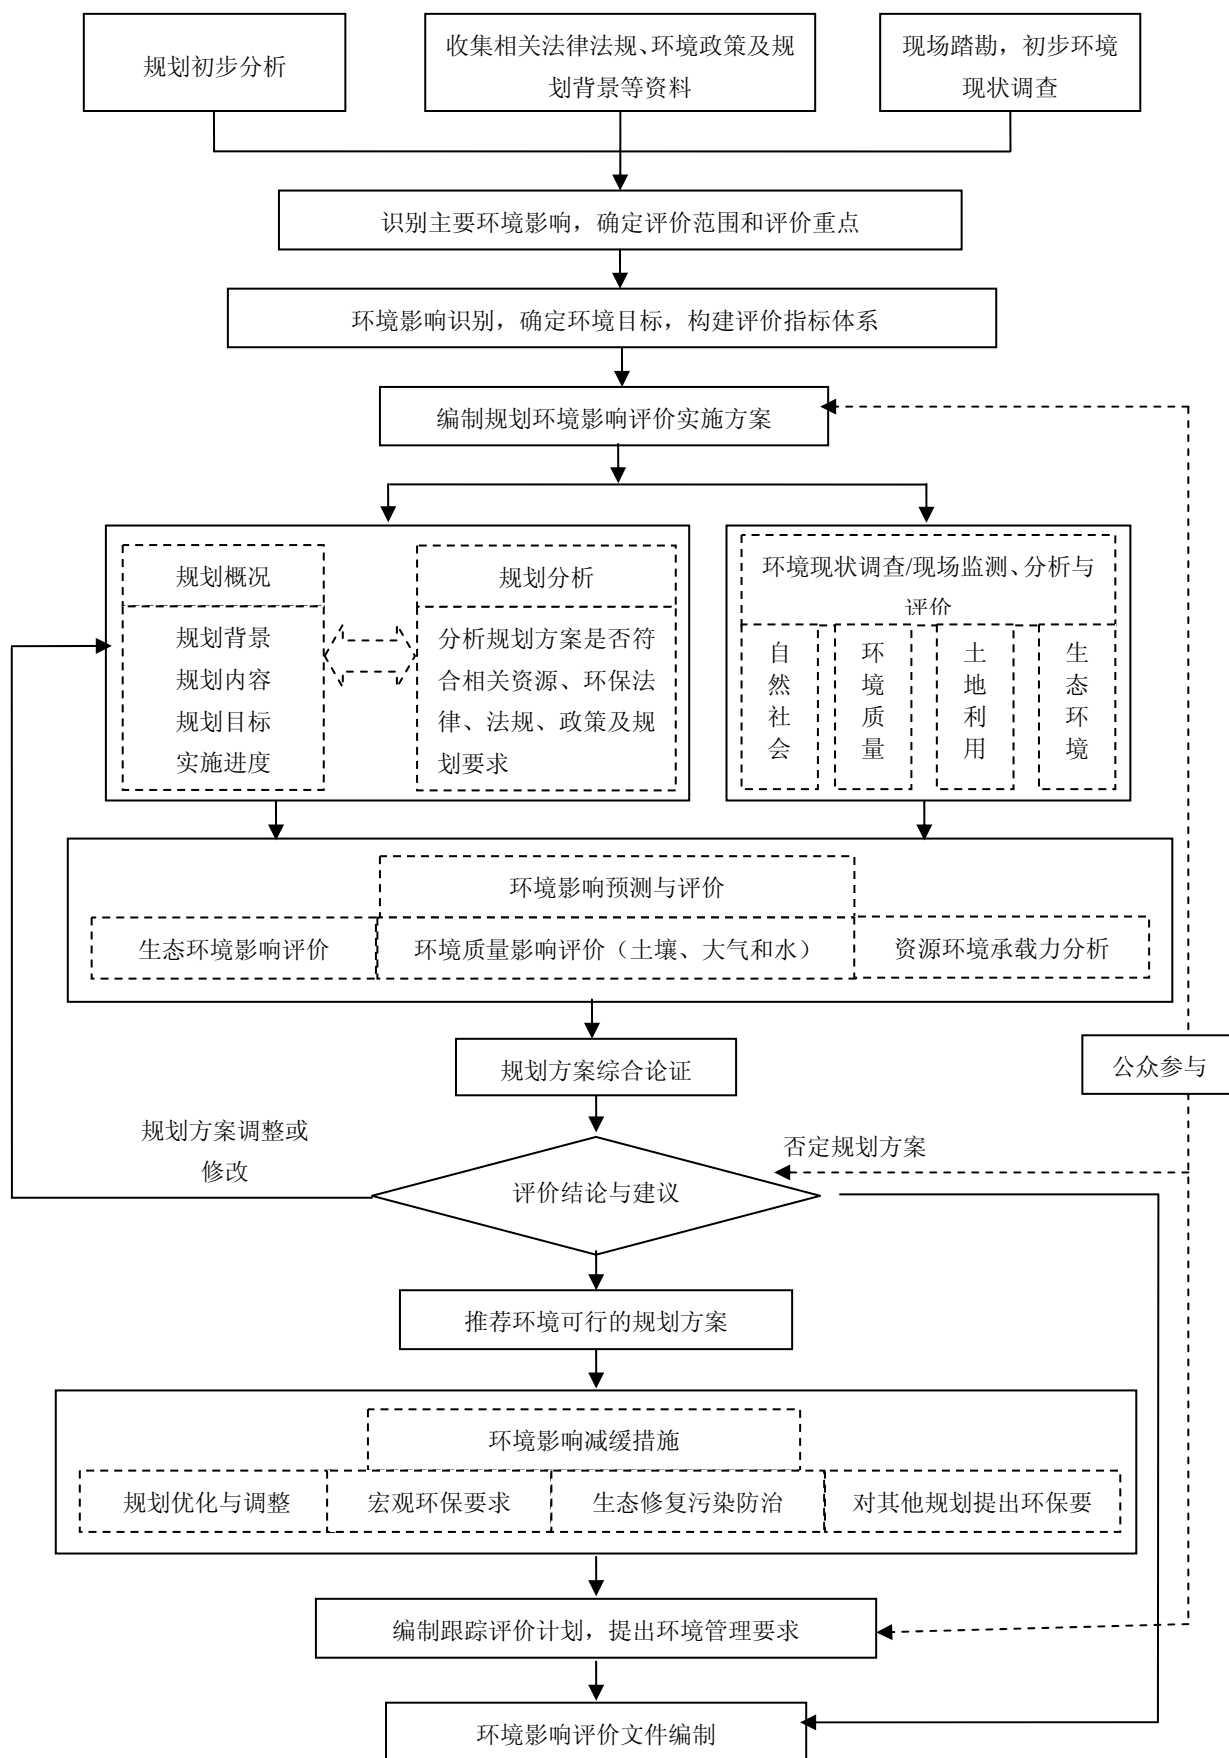 规划初步分析
收集相关法律法规、环境政策及规
划背景等资料
现场踏勘，初步环境
现状调查
识别主要环境影响，确定评价范围和评价重点
环境影响识别，确定环境目标，构建评价指标体系
编制规划环境影响评价实施方案
规划概况
规划背景
规划内容
规划目标
实施进度
规划分析
分析规划方案是否符
合相关资源、环保法
律、法规、政策及规
划要求
环境现状调查/现场监测、分析与
评价
自然社会
环境质量
土地利用
生态环境
环境影响预测与评价
生态环境影响评价
环境质量影响评价（土壤、大气和水）
资源环境承载力分析
规划方案综合论证
公众参与
规划方案调整或
修改
否定规划方案
评价结论与建议
推荐环境可行的规划方案
环境影响减缓措施
规划优化与调整
宏观环保要求
生态修复污染防治
对其他规划提出环保要
编制跟踪评价计划，提出环境管理要求
环境影响评价文件编制